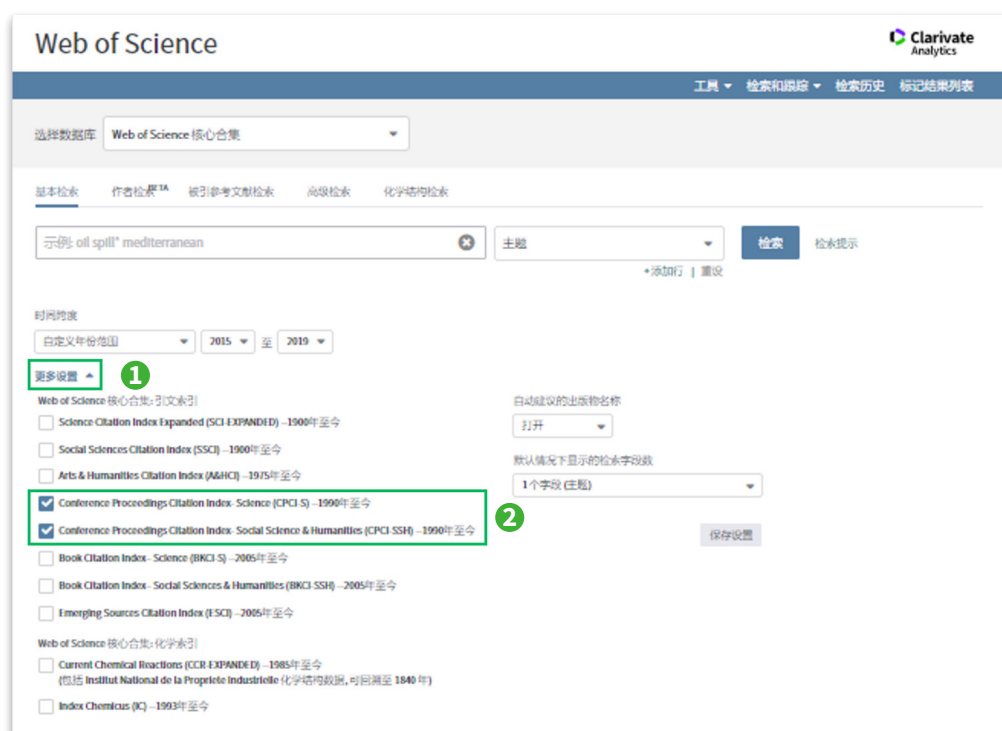 Web of Science
Clarivate
Analytics
工具 检索和跟踪 检索历史 标记结果列表
选择数据库 Web of Science 核心合集
基本检索 作者检索BETA 被引参考文献检索 高级检索 化学结构检索
示例: oil spill* mediterranean 主题 检索 检索提示
+添加行 | 重设
时间跨度
自定义年份范围 2015 至 2019
更多设置 1
Web of Science 核心合集: 引文索引 自动建议的出版物名称
Science Citation Index Expanded (SCI-EXPANDED) --1900年至今 打开
Social Sciences Citation Index (SSCI) --1900年至今 默认情况下显示的检索字段数
Arts & Humanities Citation Index (A&HCI) --1975年至今 1个字段 (主题)
Conference Proceedings Citation Index- Science (CPCI-S) --1990年至今 2
Conference Proceedings Citation Index- Social Science & Humanities (CPCI-SSH) --1990年至今 保存设置
Book Citation Index– Science (BKCI-S) --2005年至今
Book Citation Index– Social Sciences & Humanities (BKCI-SSH) --2005年至今
Emerging Sources Citation Index (ESCI) --2005年至今
Web of Science 核心合集: 化学索引
Current Chemical Reactions (CCR-EXPANDED) --1985年至今
(包括 Institut National de la Propriete Industrielle 化学结构数据, 可回溯至 1840 年)
Index Chemicus (IC) --1993年至今